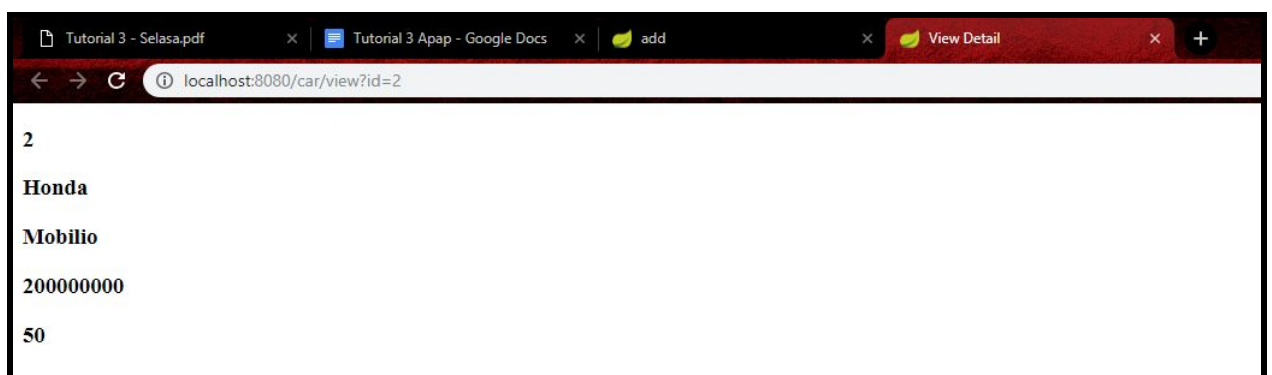 Tutorial 3 - Selasa.pdf
Tutorial 3 Apap - Google Docs
add
View Detail
localhost:8080/car/view?id=2
2
Honda
Mobilio
200000000
50